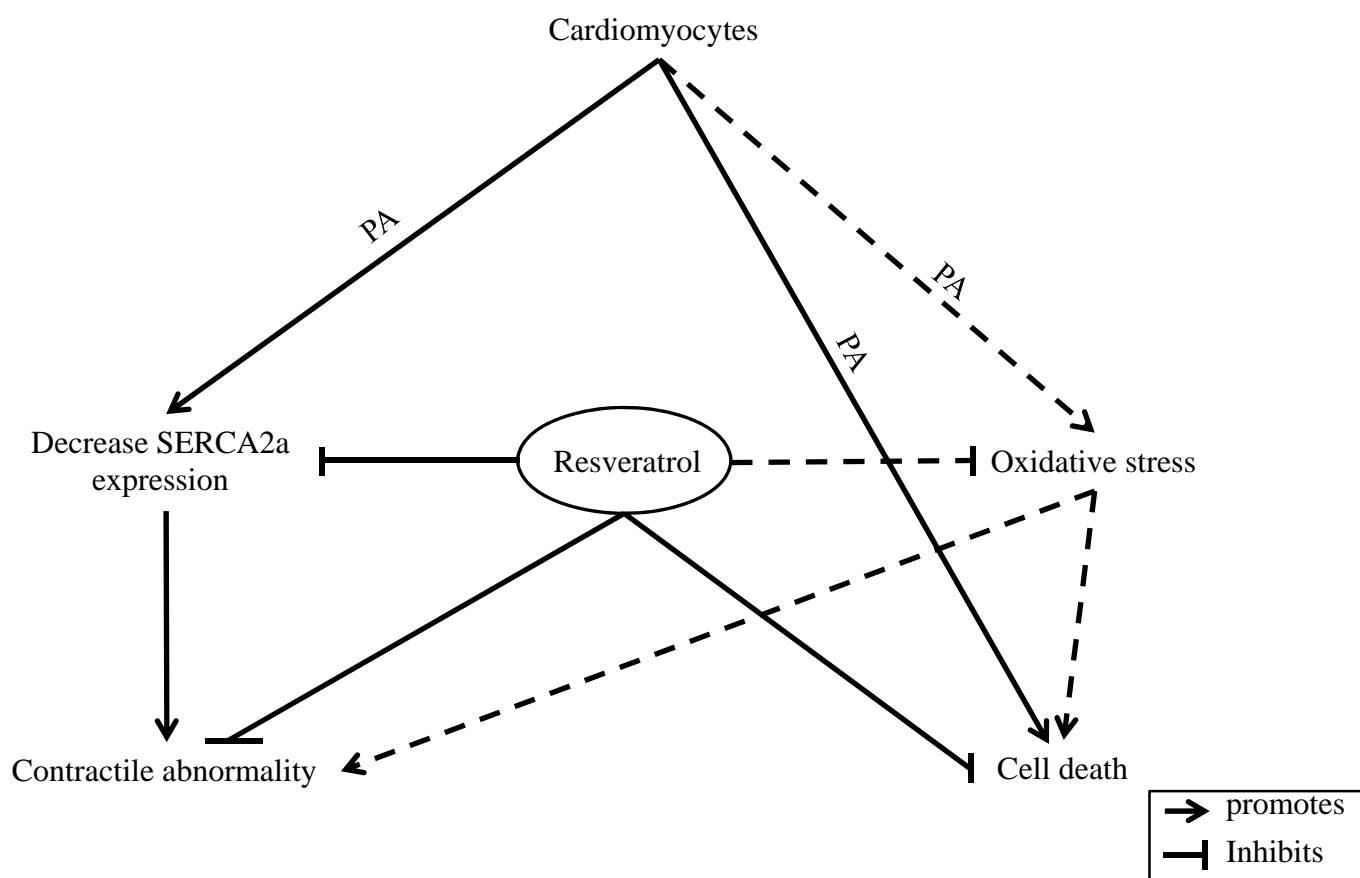 Cardiomyocytes
PA
PA
PA
Decrease SERCA2a
expression
Resveratrol
Oxidative stress
Contractile abnormality
Cell death
promotes
Inhibits